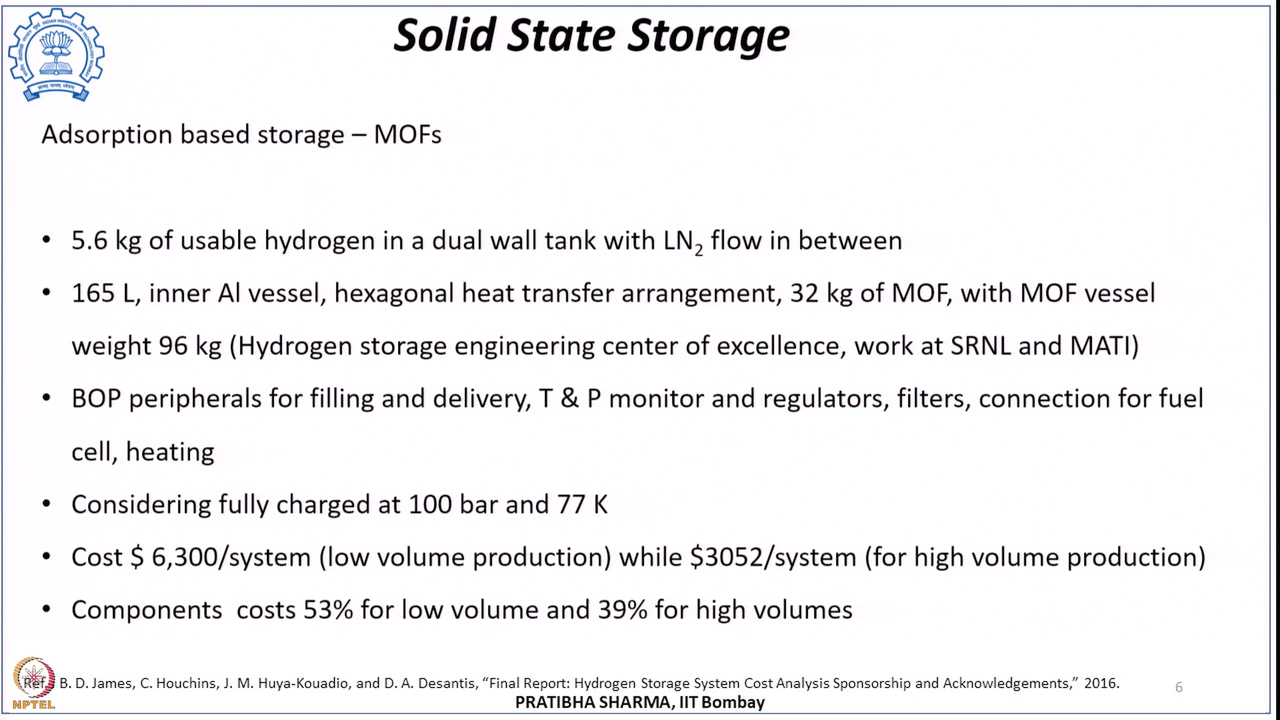 Solid State Storage
Adsorption based storage – MOFs
• 5.6 kg of usable hydrogen in a dual wall tank with LN2 flow in between
• 165 L, inner Al vessel, hexagonal heat transfer arrangement, 32 kg of MOF, with MOF vessel
weight 96 kg (Hydrogen storage engineering center of excellence, work at SRNL and MATI)
• BOP peripherals for filling and delivery, T & P monitor and regulators, filters, connection for fuel
cell, heating
• Considering fully charged at 100 bar and 77 K
• Cost $ 6,300/system (low volume production) while $3052/system (for high volume production)
• Components  costs 53% for low volume and 39% for high volumes
Ref. B. D. James, C. Houchins, J. M. Huya-Kouadio, and D. A. Desantis, “Final Report: Hydrogen Storage System Cost Analysis Sponsorship and Acknowledgements,” 2016.
6
NPTEL
PRATIBHA SHARMA, IIT Bombay